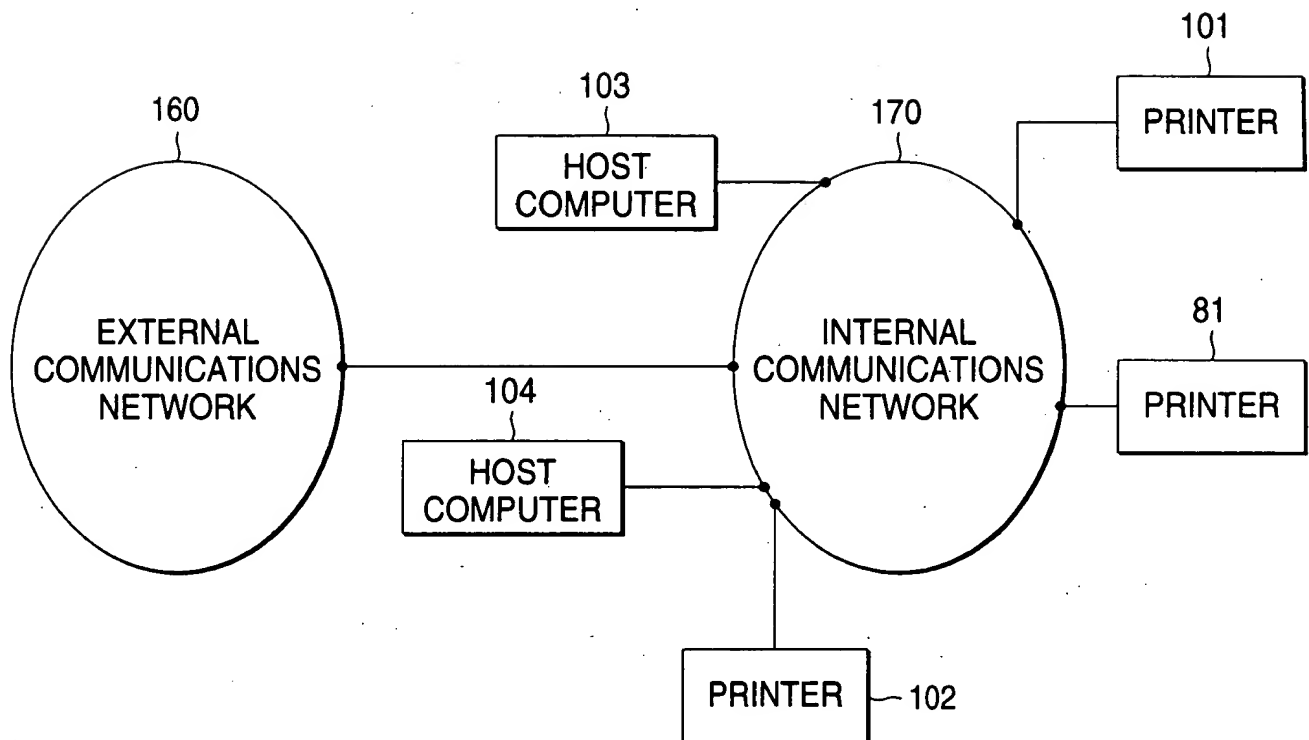 101
PRINTER
103
HOST
COMPUTER
160
170
EXTERNAL
COMMUNICATIONS
NETWORK
INTERNAL
COMMUNICATIONS
NETWORK
81
PRINTER
104
HOST
COMPUTER
PRINTER
102